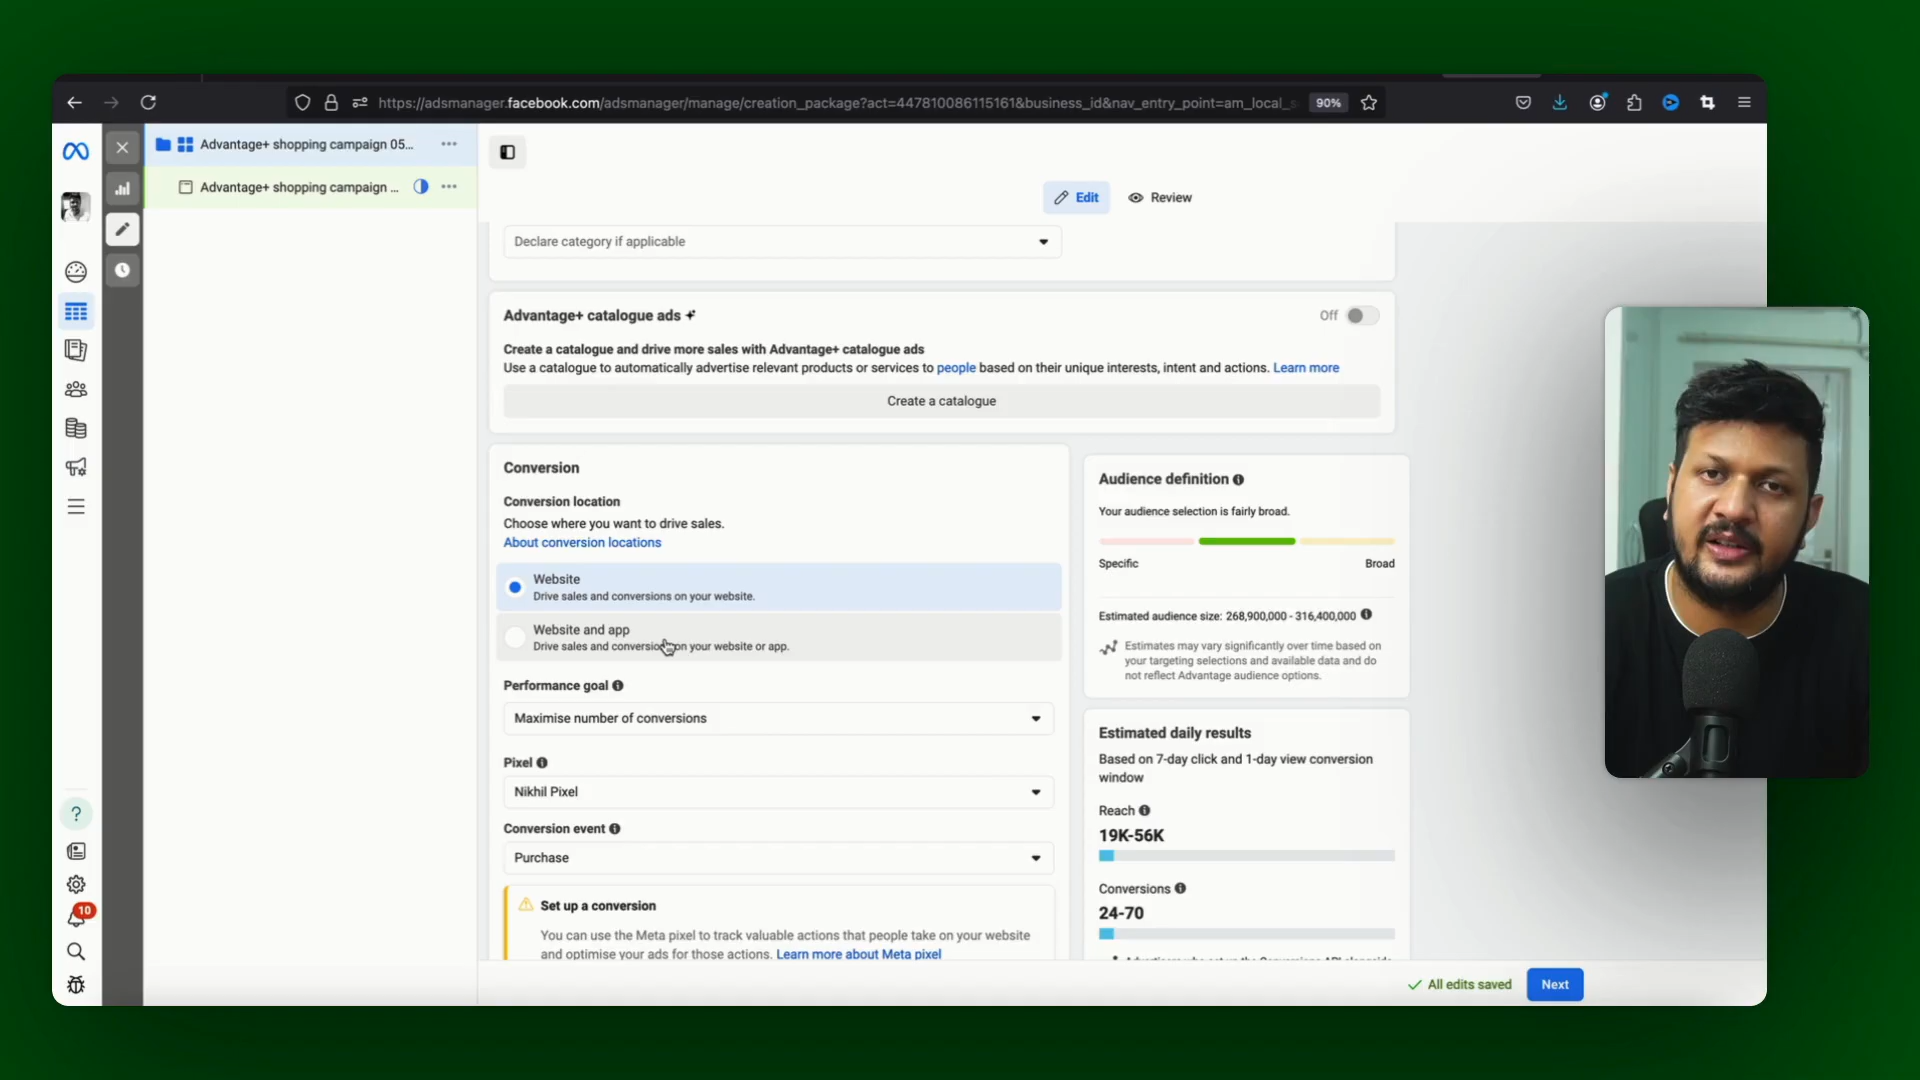 https://adsmanager.facebook.com/adsmanager/manage/creation_package?act=447810086115161&business_id&nav_entry_point=am_local_s
90%
Advantage+ shopping campaign 05...
Advantage+ shopping campaign ...
Edit
Review
Declare category if applicable
Advantage+ catalogue ads
Off
Create a catalogue and drive more sales with Advantage+ catalogue ads
Use a catalogue to automatically advertise relevant products or services to people based on their unique interests, intent and actions. Learn more
Create a catalogue
Conversion
Conversion location
Choose where you want to drive sales.
About conversion locations
Website
Drive sales and conversions on your website.
Website and app
Drive sales and conversions on your website or app.
Performance goal
Maximise number of conversions
Pixel
Nikhil Pixel
Conversion event
Purchase
Set up a conversion
You can use the Meta pixel to track valuable actions that people take on your website
and optimise your ads for those actions. Learn more about Meta pixel
Audience definition
Your audience selection is fairly broad.
Specific
Broad
Estimated audience size: 268,900,000 - 316,400,000
Estimates may vary significantly over time based on
your targeting selections and available data and do
not reflect Advantage audience options.
Estimated daily results
Based on 7-day click and 1-day view conversion
window
Reach
19K-56K
Conversions
24-70
10
All edits saved
Next